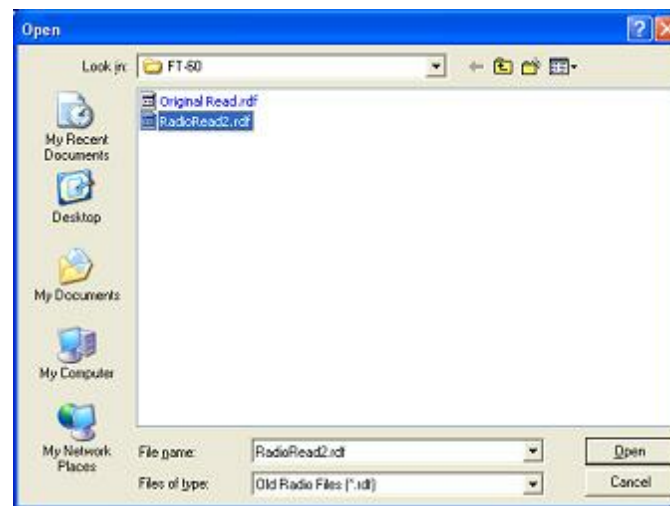 Open
Look in:
FT-60
Original Read.rdf
RadioRead2.rdf
My Recent
Documents
Desktop
My Documents
My Computer
My Network
Places
File name:
RadioRead2.rdf
Open
Files of type:
Old Radio Files (*.rdf)
Cancel